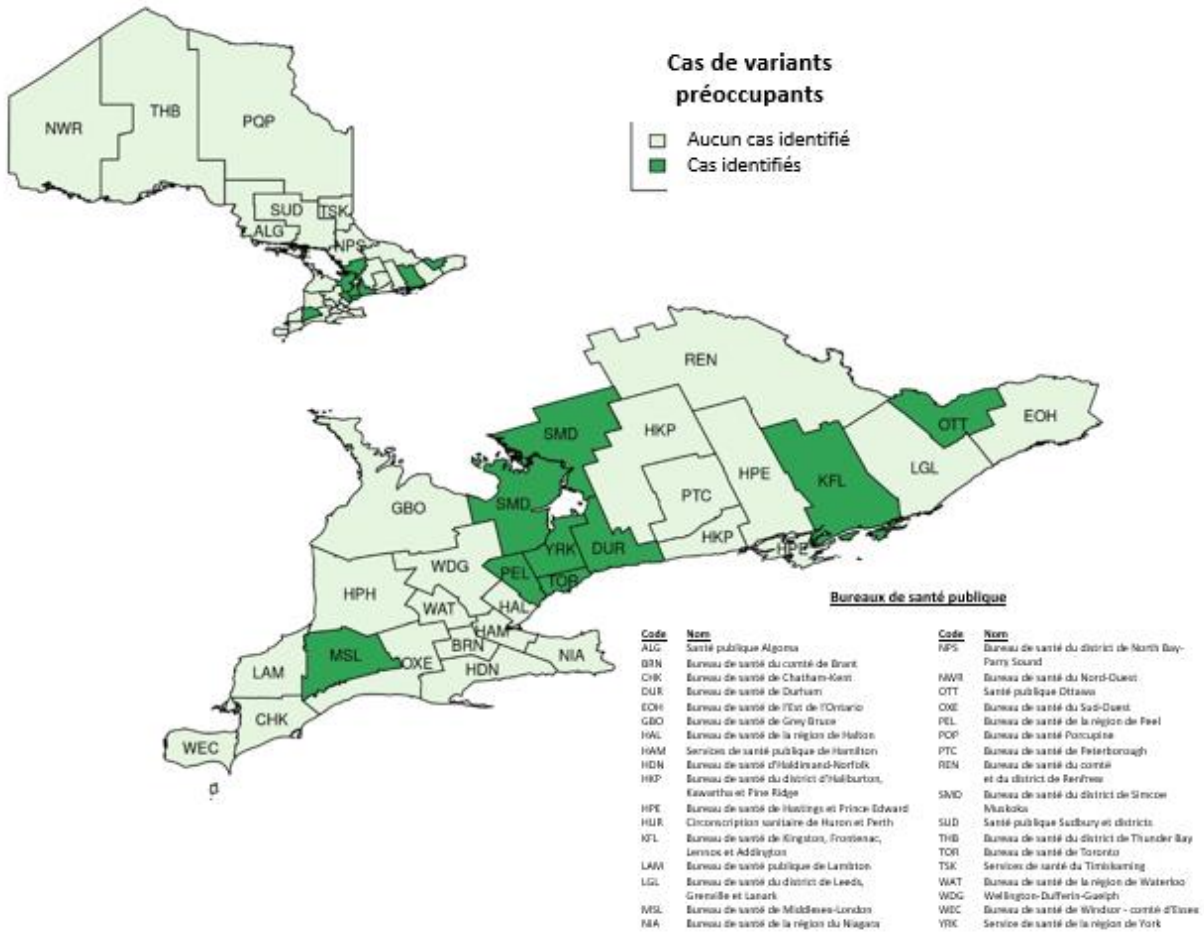 Cas de variants
préoccupants
Aucun cas identifié
Cas identifiés
NWR
THB
PQP
SUD
TSK
ALG
NPS
REN
SMD
HKP
OTT
EOH
HPE
KFL
LGL
PTC
SMD
GBO
HKP
YRK
DUR
HPE
WDG
PEL
TOR
HPH
WAT
HAL
HAM
BRN
MSL
OXE
HDN
NIA
LAM
CHK
WEC
Bureaux de santé publique
Code Nom
ALG Santé publique Algoma
BRN Bureau de santé du comté de Brant
CHK Bureau de santé de Chatham-Kent
DUR Bureau de santé de Durham
EOH Bureau de santé de l'Est de l'Ontario
GBO Bureau de santé de Grey Bruce
HAL Bureau de santé de la région de Halton
HAM Services de santé publique de Hamilton
HDN Bureau de santé d'Haldimand-Norfolk
HKP Bureau de santé du district d'Haliburton,
Kawartha et Pine Ridge
HPE Bureau de santé de Hastings et Prince Edward
HUR Circonscription sanitaire de Huron et Perth
KFL Bureau de santé de Kingston, Frontenac,
Lennox et Addington
LAM Bureau de santé publique de Lambton
LGL Bureau de santé du district de Leeds,
Grenville et Lanark
MSL Bureau de santé de Middlesex-London
NIA Bureau de santé de la région du Niagara
Code Nom
NPS Bureau de santé du district de North Bay-
Parry Sound
NWR Bureau de santé du Nord-Ouest
OTT Santé publique Ottawa
OXE Bureau de santé du Sud-Ouest
PEL Bureau de santé de la région de Peel
POP Bureau de santé Porcupine
PTC Bureau de santé de Peterborough
REN Bureau de santé du comté
et du district de Renfrew
SMD Bureau de santé du district de Simcoe
Muskoka
SUD Santé publique Sudbury et districts
THB Bureau de santé du district de Thunder Bay
TOR Bureau de santé de Toronto
TSK Services de santé du Timiskaming
WAT Bureau de santé de la région de Waterloo
WDG Wellington-Dufferin-Guelph
WEC Bureau de santé de Windsor - comté d'Essex
YRK Service de santé de la région de York